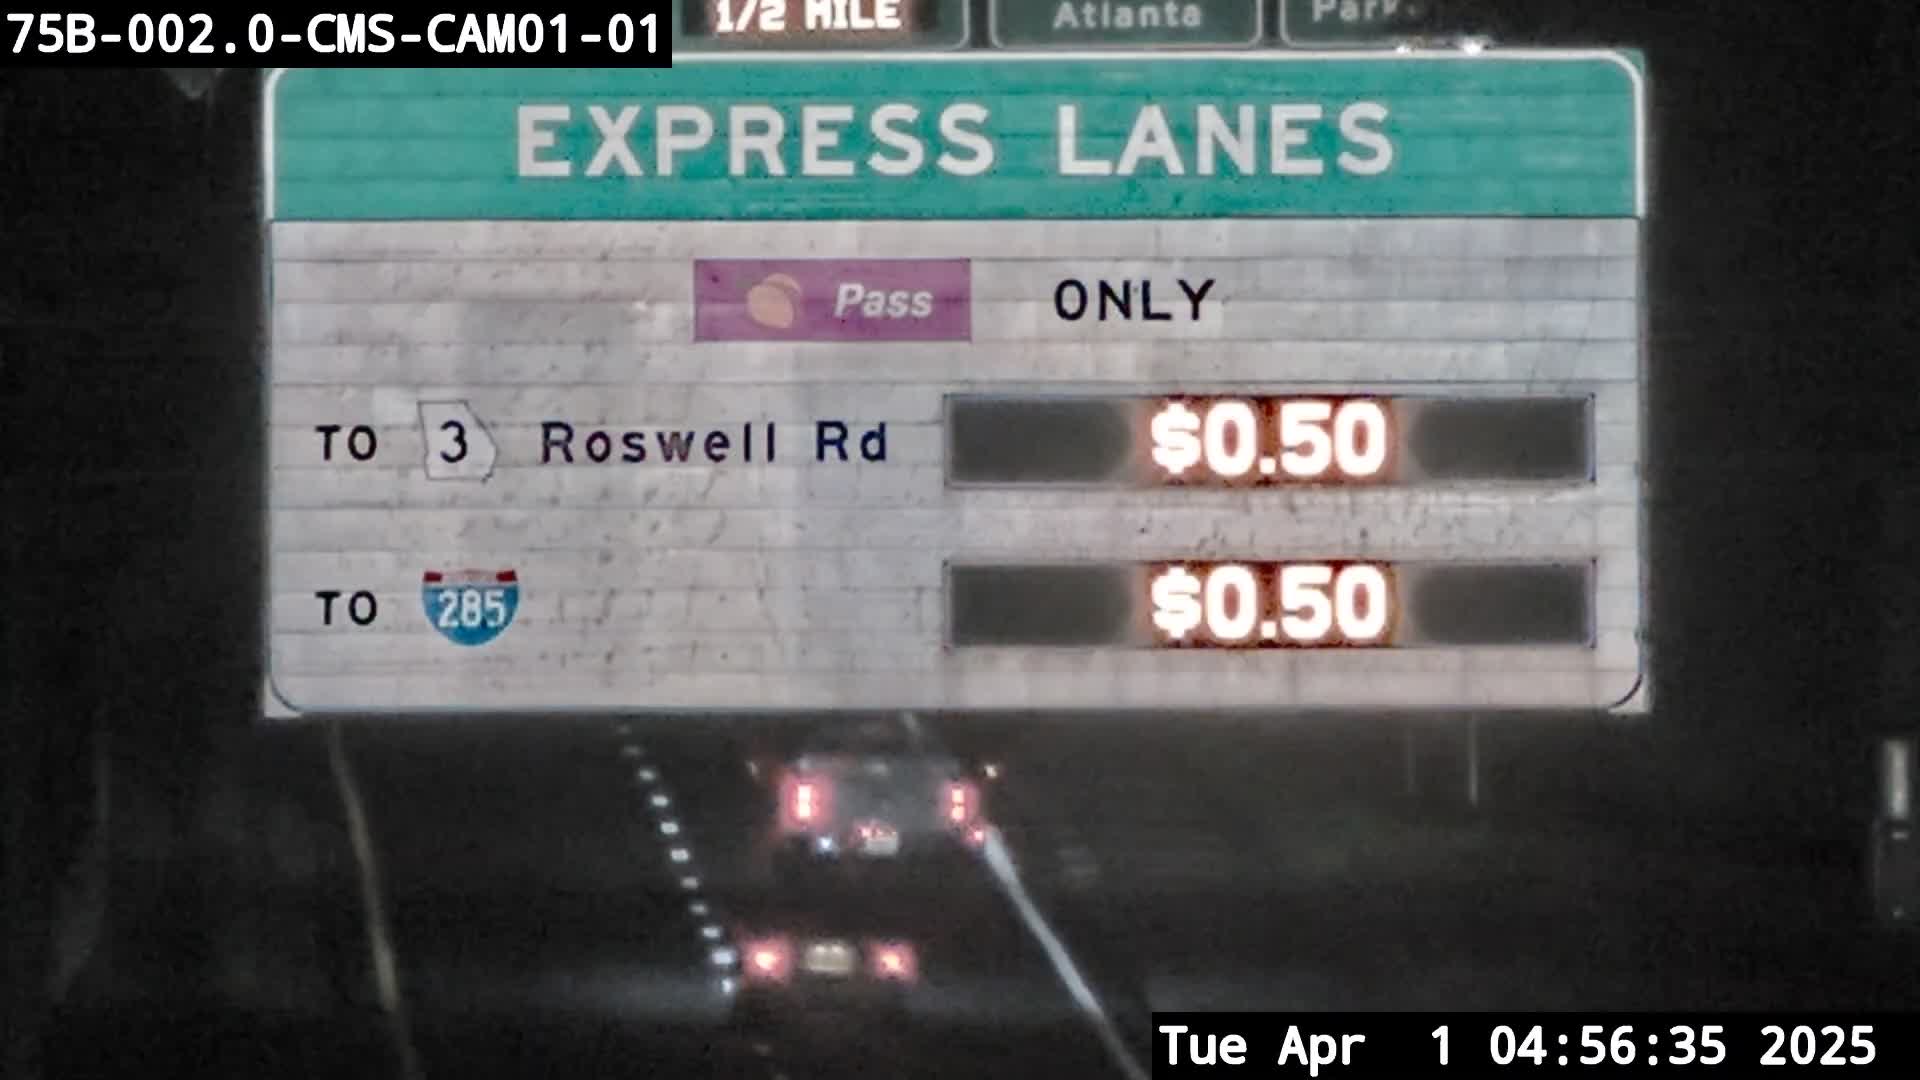 75B-002.0-CMS-CAM01-01
1/2 MILE
Atlanta
EXPRESS LANES
Pass ONLY
TO 3 Roswell Rd $0.50
TO 285 $0.50
Tue Apr 1 04:56:35 2025